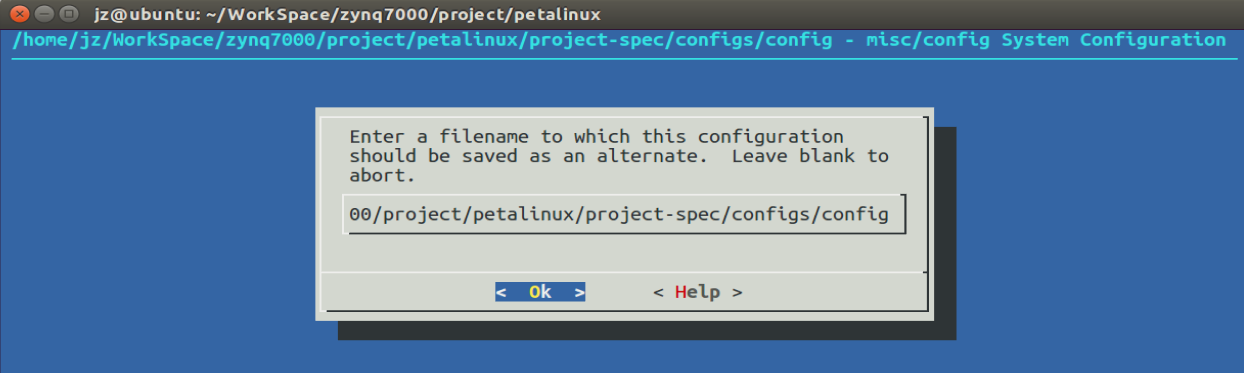 jz@ubuntu: ~/WorkSpace/zynq7000/project/petalinux
/home/jz/WorkSpace/zynq7000/project/petalinux/project-spec/configs/config - misc/config System Configuration
Enter a filename to which this configuration
should be saved as an alternate.  Leave blank to
abort.
00/project/petalinux/project-spec/configs/config
<  Ok  >      < Help >